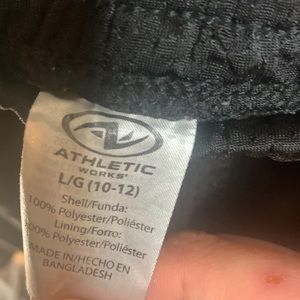 ATHLETIC
WORKS®
L/G (10-12)
Shell/Funda:
100% Polyester/Poliéster
Lining/Forro:
100% Polyester/Poliéster
MADE IN/HECHO EN
BANGLADESH